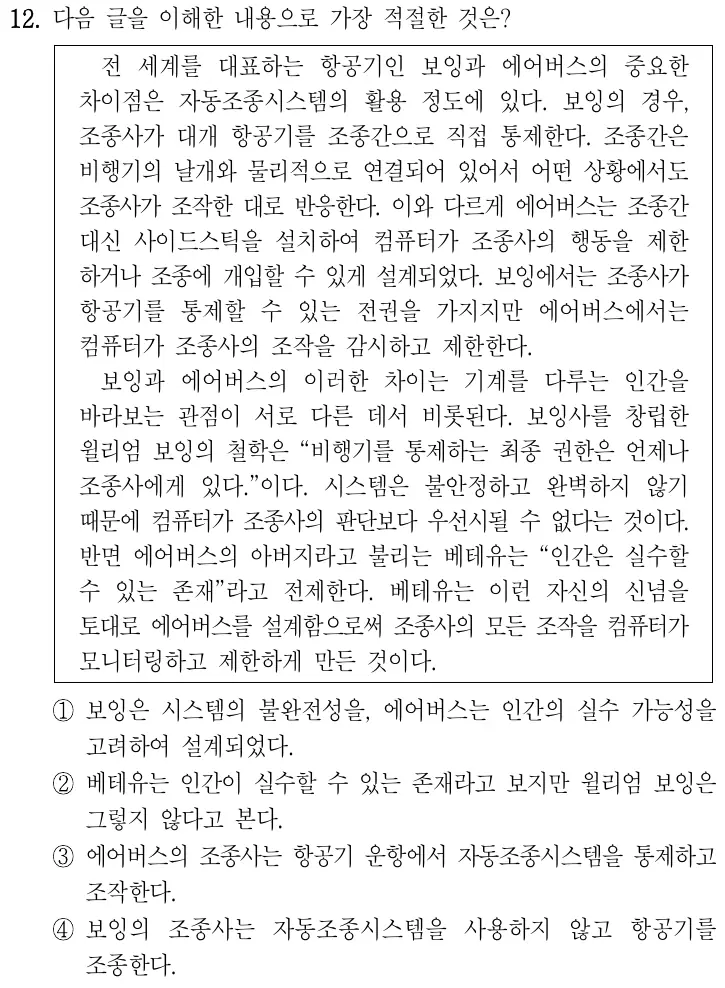 12. 다음 글을 이해한 내용으로 가장 적절한 것은?
전 세계를 대표하는 항공기인 보잉과 에어버스의 중요한
차이점은 자동조종시스템의 활용 정도에 있다. 보잉의 경우,
조종사가 대개 항공기를 조종간으로 직접 통제한다. 조종간은
비행기의 날개와 물리적으로 연결되어 있어서 어떤 상황에서도
조종사가 조작한 대로 반응한다. 이와 다르게 에어버스는 조종간
대신 사이드스틱을 설치하여 컴퓨터가 조종사의 행동을 제한
하거나 조종에 개입할 수 있게 설계되었다. 보잉에서는 조종사가
항공기를 통제할 수 있는 전권을 가지지만 에어버스에서는
컴퓨터가 조종사의 조작을 감시하고 제한한다.
보잉과 에어버스의 이러한 차이는 기계를 다루는 인간을
바라보는 관점이 서로 다른 데서 비롯된다. 보잉사를 창립한
윌리엄 보잉의 철학은 “비행기를 통제하는 최종 권한은 언제나
조종사에게 있다.”이다. 시스템은 불안정하고 완벽하지 않기
때문에 컴퓨터가 조종사의 판단보다 우선시될 수 없다는 것이다.
반면 에어버스의 아버지라고 불리는 베테유는 “인간은 실수할
수 있는 존재”라고 전제한다. 베테유는 이런 자신의 신념을
토대로 에어버스를 설계함으로써 조종사의 모든 조작을 컴퓨터가
모니터링하고 제한하게 만든 것이다.
① 보잉은 시스템의 불완전성을, 에어버스는 인간의 실수 가능성을
고려하여 설계되었다.
② 베테유는 인간이 실수할 수 있는 존재라고 보지만 윌리엄 보잉은
그렇지 않다고 본다.
③ 에어버스의 조종사는 항공기 운항에서 자동조종시스템을 통제하고
조작한다.
④ 보잉의 조종사는 자동조종시스템을 사용하지 않고 항공기를
조종한다.